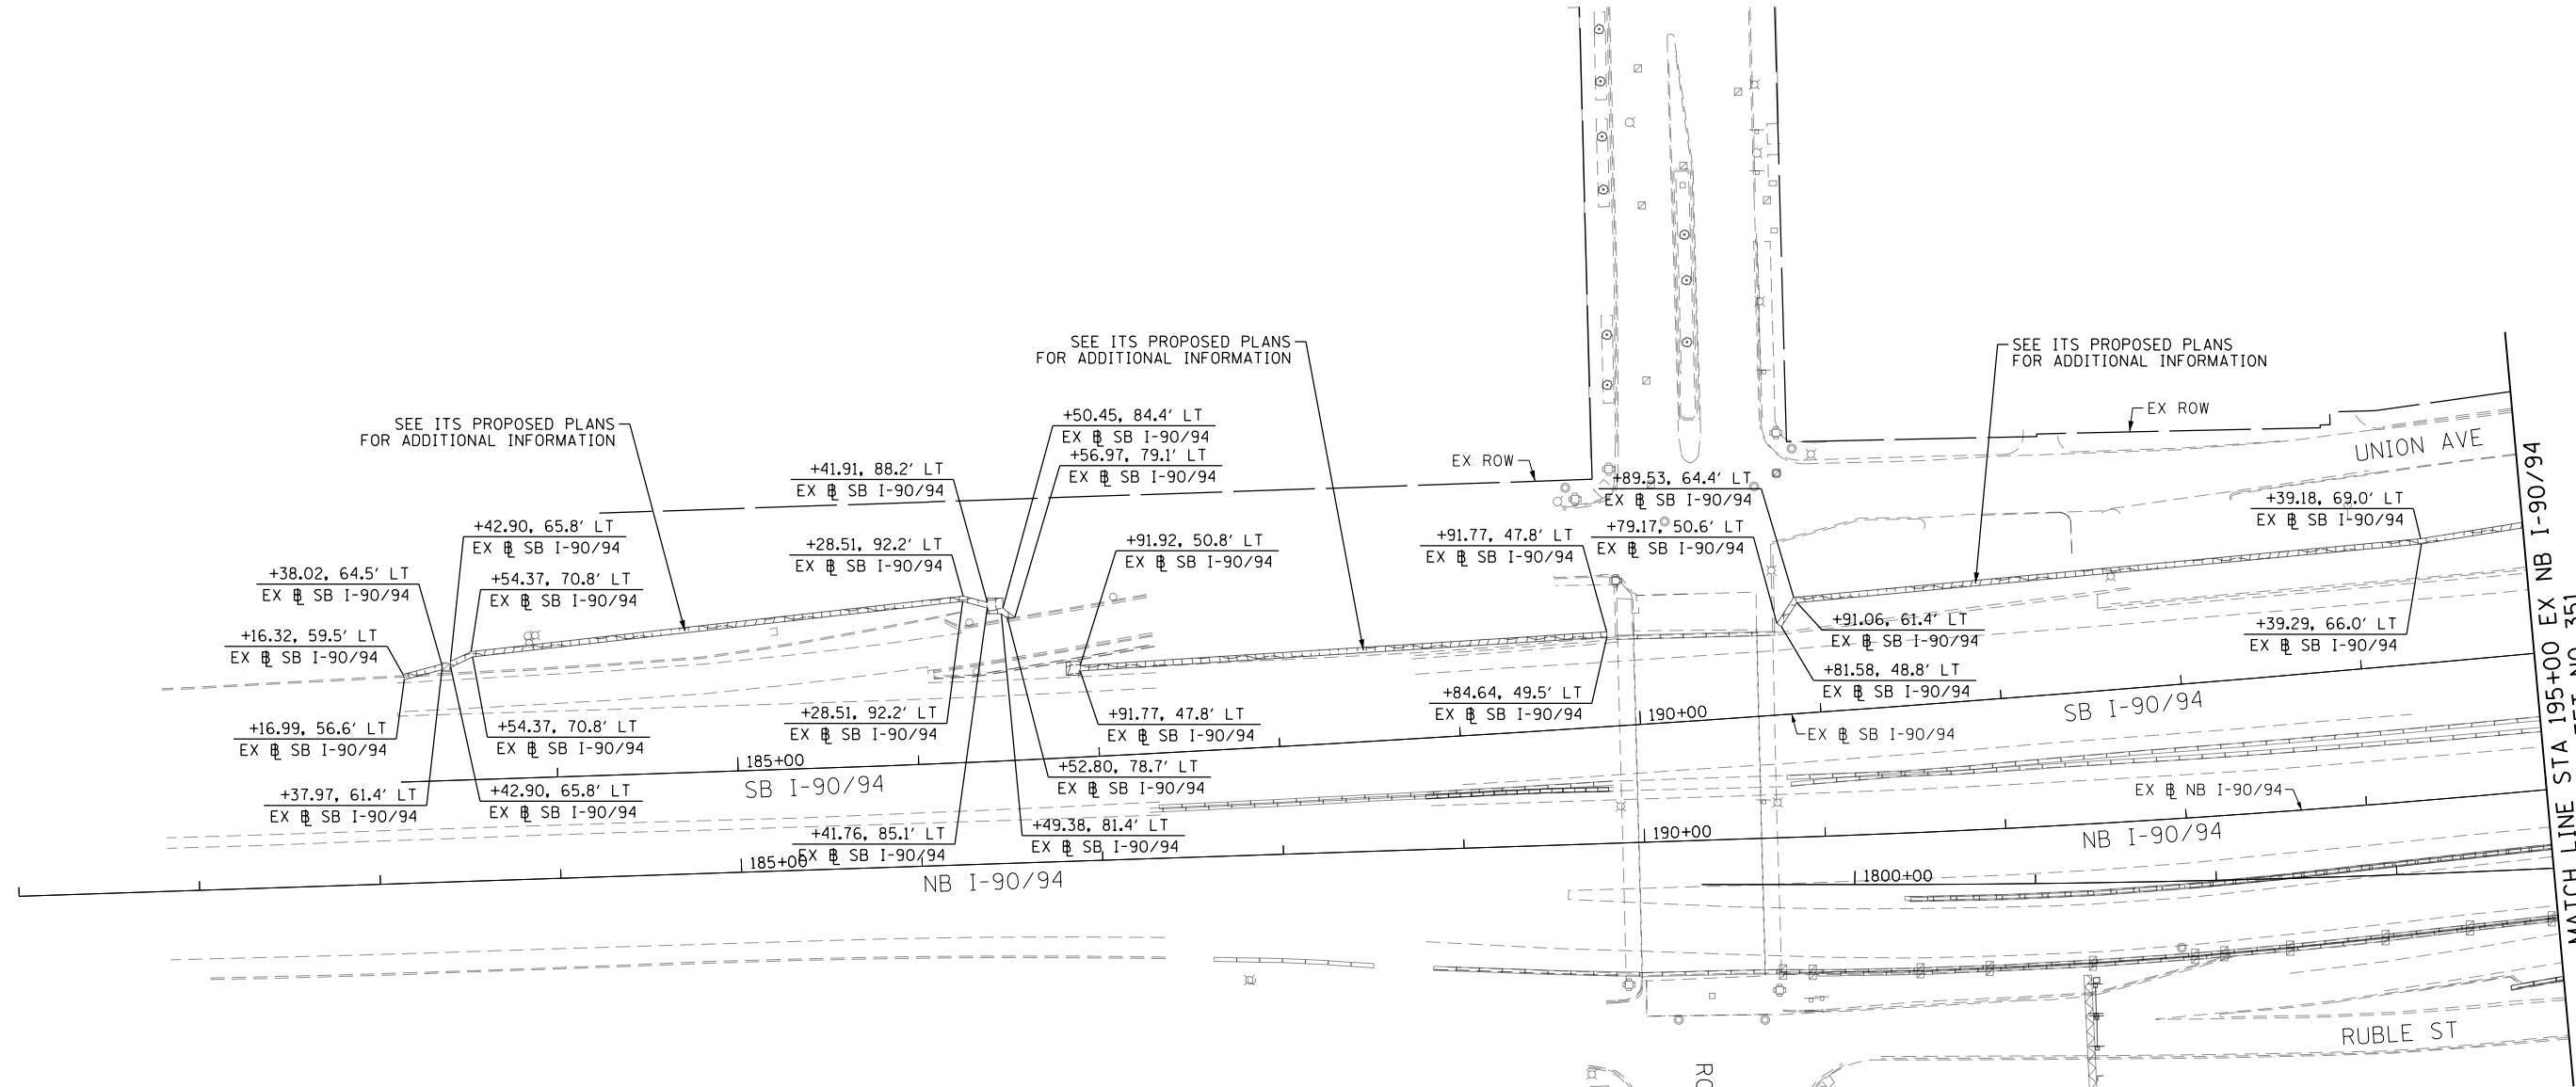 SEE ITS PROPOSED PLANS
FOR ADDITIONAL INFORMATION
SEE ITS PROPOSED PLANS
FOR ADDITIONAL INFORMATION
SEE ITS PROPOSED PLANS
FOR ADDITIONAL INFORMATION
EX ROW
EX ROW
UNION AVE
+50.45, 84.4' LT
EX ⅊ SB I-90/94
+56.97, 79.1' LT
EX ⅊ SB I-90/94
+41.91, 88.2' LT
EX ⅊ SB I-90/94
+89.53, 64.4' LT
EX ⅊ SB I-90/94
+39.18, 69.0' LT
EX ⅊ SB I-90/94
+42.90, 65.8' LT
EX ⅊ SB I-90/94
+28.51, 92.2' LT
EX ⅊ SB I-90/94
+91.92, 50.8' LT
EX ⅊ SB I-90/94
+91.77, 47.8' LT
EX ⅊ SB I-90/94
+79.17, 50.6' LT
EX ⅊ SB I-90/94
+38.02, 64.5' LT
EX ⅊ SB I-90/94
+54.37, 70.8' LT
EX ⅊ SB I-90/94
+16.32, 59.5' LT
EX ⅊ SB I-90/94
+91.06, 61.4' LT
EX ⅊ SB I-90/94
+39.29, 66.0' LT
EX ⅊ SB I-90/94
+81.58, 48.8' LT
EX ⅊ SB I-90/94
+84.64, 49.5' LT
EX ⅊ SB I-90/94
+16.99, 56.6' LT
EX ⅊ SB I-90/94
+54.37, 70.8' LT
EX ⅊ SB I-90/94
+28.51, 92.2' LT
EX ⅊ SB I-90/94
+91.77, 47.8' LT
EX ⅊ SB I-90/94
190+00
SB I-90/94
EX ⅊ SB I-90/94
185+00
SB I-90/94
+52.80, 78.7' LT
EX ⅊ SB I-90/94
+37.97, 61.4' LT
EX ⅊ SB I-90/94
+42.90, 65.8' LT
EX ⅊ SB I-90/94
EX ⅊ NB I-90/94
+41.76, 85.1' LT
EX ⅊ SB I-90/94
+49.38, 81.4' LT
EX ⅊ SB I-90/94
190+00
NB I-90/94
185+00
NB I-90/94
1800+00
RUBLE ST
MATCH LINE STA 195+00 EX NB I-90/94
NO. 351